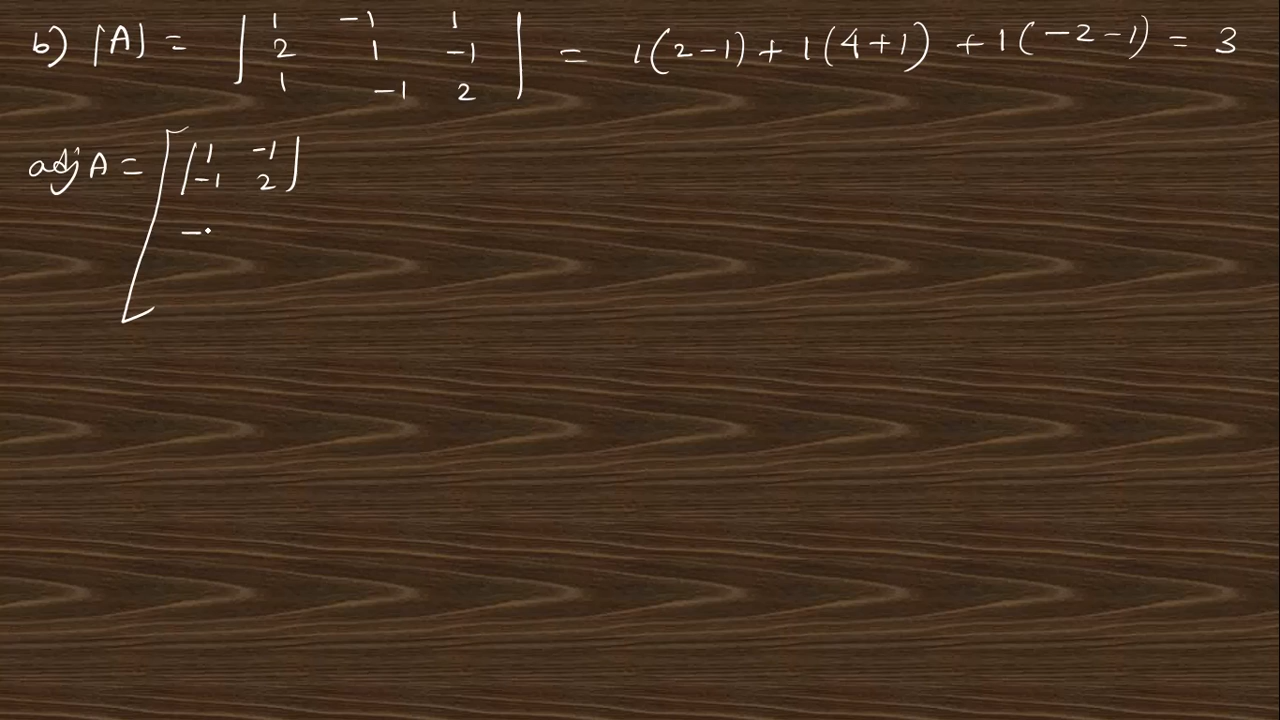 b) |A| = | 1 -1 1 | = 1(2-1) + 1(4+1) + 1(-2-1) = 3
2 1 -1
1 -1 2
adj A = [ | 1 -1 |
-1 2
-